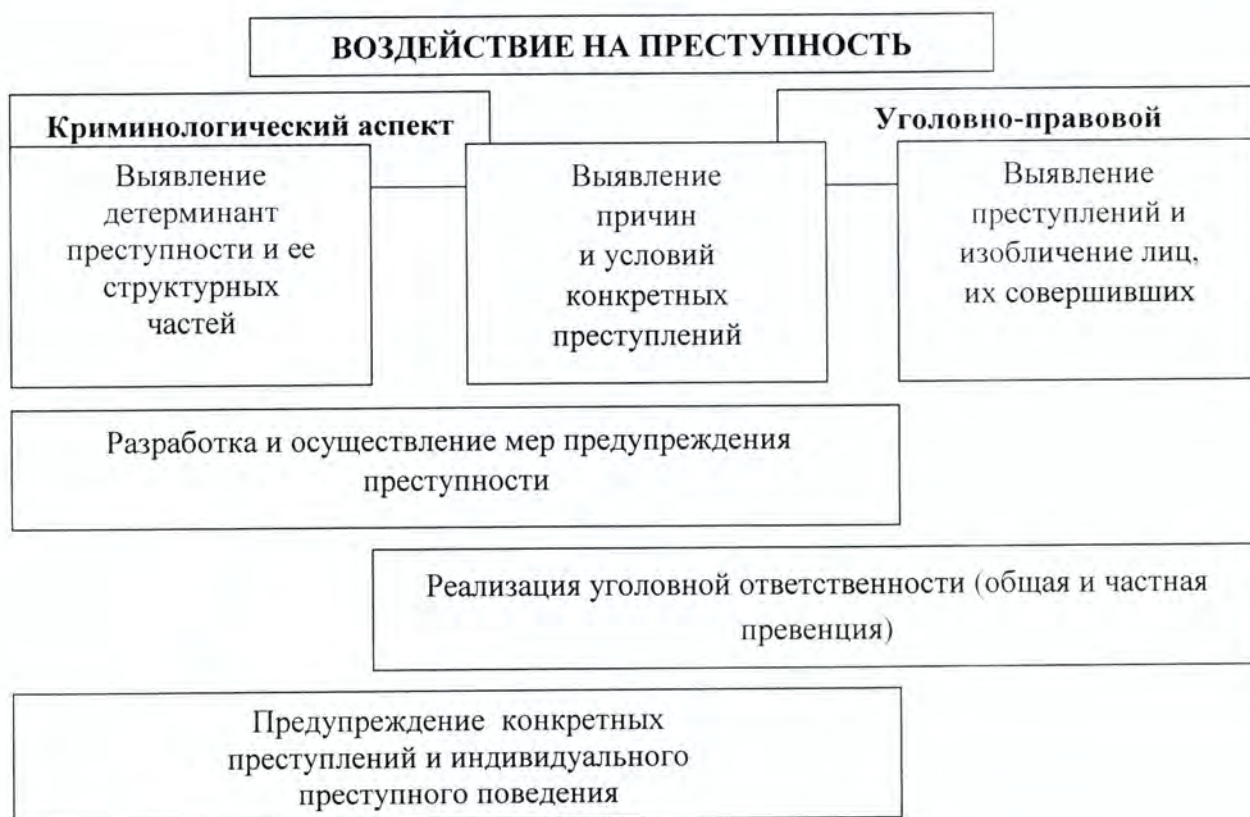 ВОЗДЕЙСТВИЕ НА ПРЕСТУПНОСТЬ
Криминологический аспект
Уголовно-правовой
Выявление
детерминант
преступности и ее
структурных
частей
Выявление
причин
и условий
конкретных
преступлений
Выявление
преступлений и
изобличение лиц,
их совершивших
Разработка и осуществление мер предупреждения
преступности
Реализация уголовной ответственности (общая и частная
превенция)
Предупреждение конкретных
преступлений и индивидуального
преступного поведения